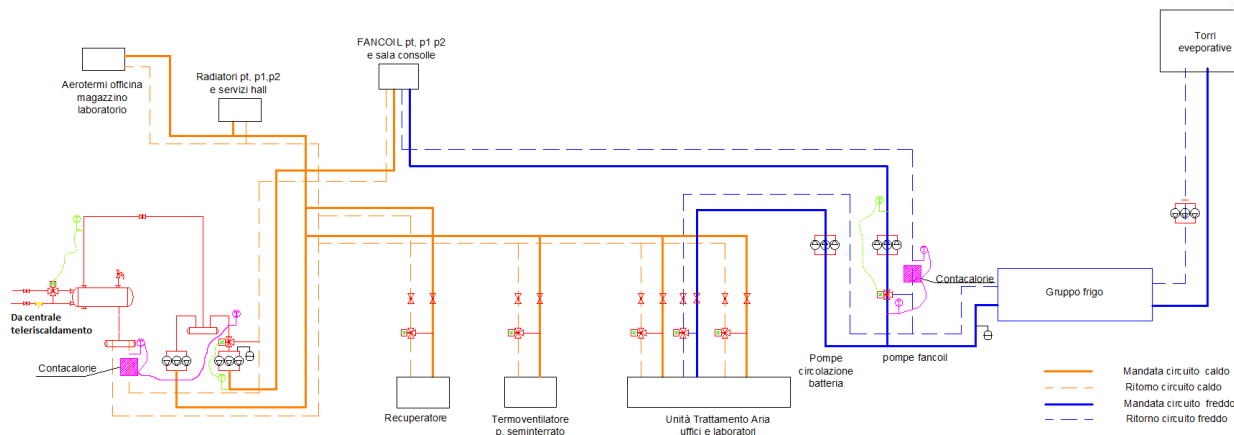 Torri
eveporative
FANCOIL pt, p1 p2
e sala consolle
Aerotermi officina
magazzino
laboratorio
Radiatori pt, p1,p2
e servizi hall
Contacalorie
Gruppo frigo
Da centrale
teleriscaldamento
Pompe
circolazione
batteria
pompe fancoil
Contacalorie
Recuperatore
Termoventilatore
p. seminterrato
Unità Trattamento Aria
uffici e laboratori
Mandata circuito caldo
Ritorno circuito caldo
Mandata circuito freddo
Ritorno circuito freddo